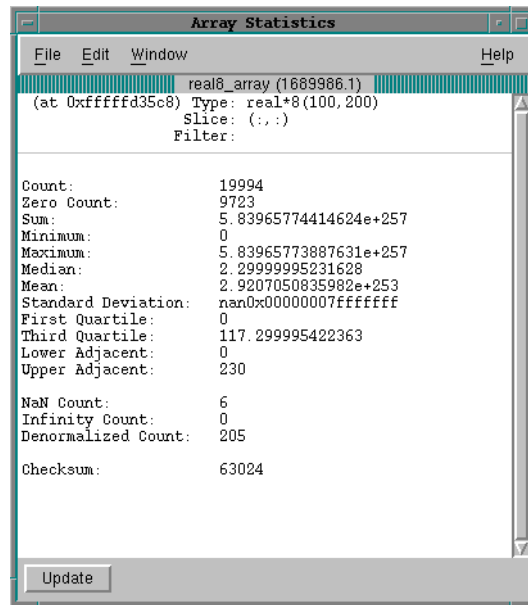 Array Statistics
File Edit Window Help
real8_array (1689986.1)
(at 0xfffffd35c8) Type: real*8(100,200)
Slice: (:,:)
Filter:
Count: 19994
Zero Count: 9723
Sum: 5.83965774414624e+257
Minimum: 0
Maximum: 5.83965773887631e+257
Median: 2.29999995231628
Mean: 2.9207050835982e+253
Standard Deviation: nan0x00000007fffffff
First Quartile: 0
Third Quartile: 117.299995422363
Lower Adjacent: 0
Upper Adjacent: 230
NaN Count: 6
Infinity Count: 0
Denormalized Count: 205
Checksum: 63024
Update